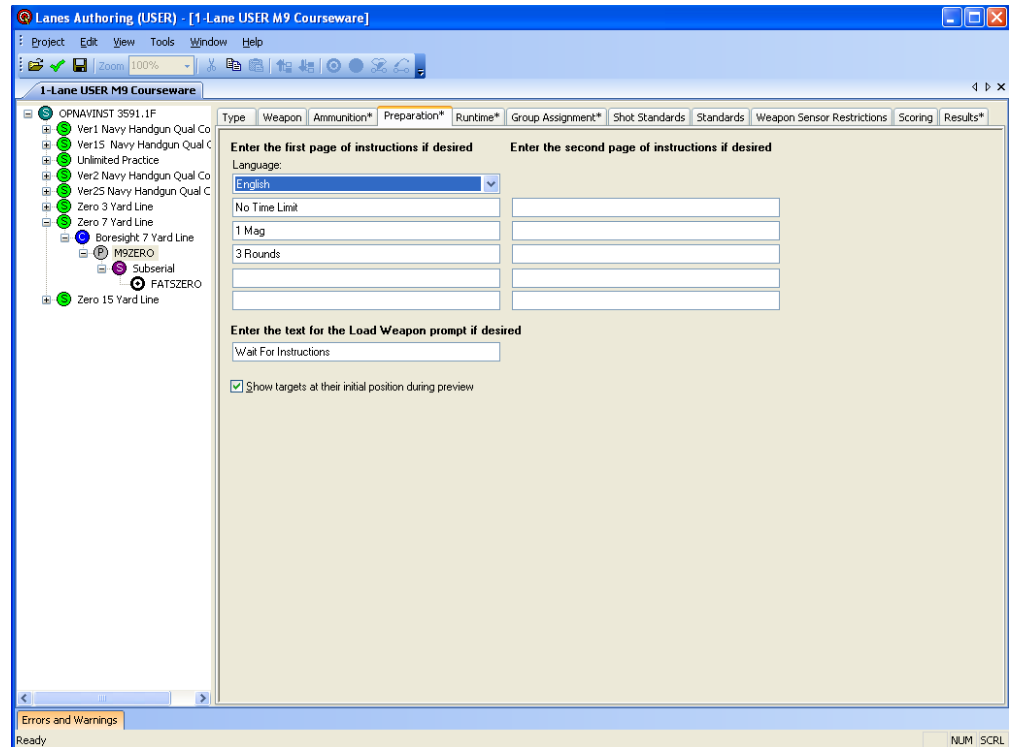 Lanes Authoring (USER) - [1-Lane USER M9 Courseware]
Project Edit View Tools Window Help
Zoom 100%
1-Lane USER M9 Courseware
OPNAVINST 3591.1F
Ver1 Navy Handgun Qual Co
Ver1S Navy Handgun Qual C
Unlimited Practice
Ver2 Navy Handgun Qual Co
Ver2S Navy Handgun Qual C
Zero 3 Yard Line
Zero 7 Yard Line
Boresight 7 Yard Line
M9ZERO
Subserial
FATSZERO
Zero 15 Yard Line
Type Weapon Ammunition* Preparation* Runtime* Group Assignment* Shot Standards Standards Weapon Sensor Restrictions Scoring Results*
Enter the first page of instructions if desired Enter the second page of instructions if desired
Language:
English
No Time Limit
1 Mag
3 Rounds
Enter the text for the Load Weapon prompt if desired
Wait For Instructions
Show targets at their initial position during preview
Errors and Warnings
Ready NUM SCRL